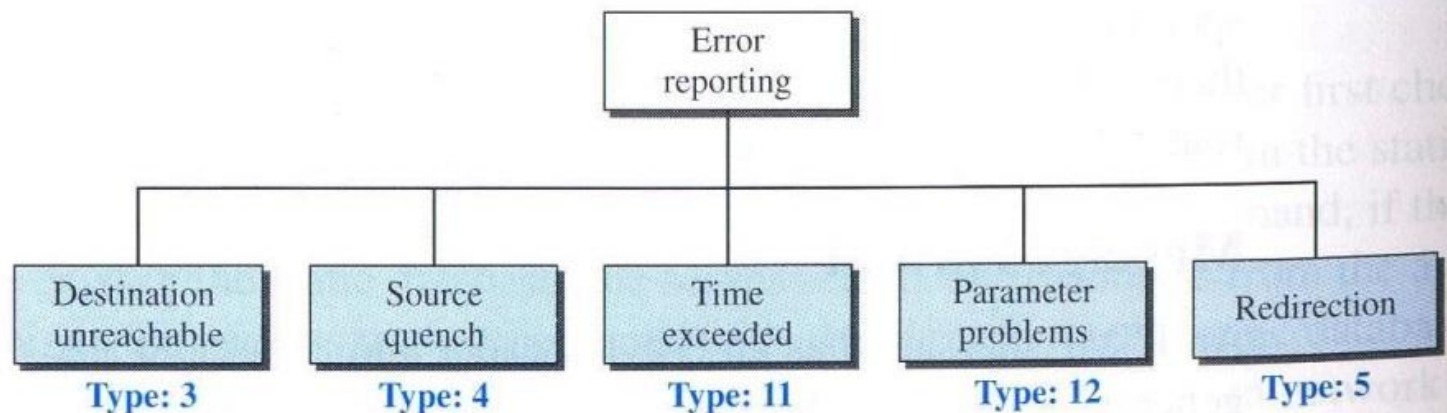 Error
reporting
Destination
unreachable
Type: 3
Source
quench
Type: 4
Time
exceeded
Type: 11
Parameter
problems
Type: 12
Redirection
Type: 5